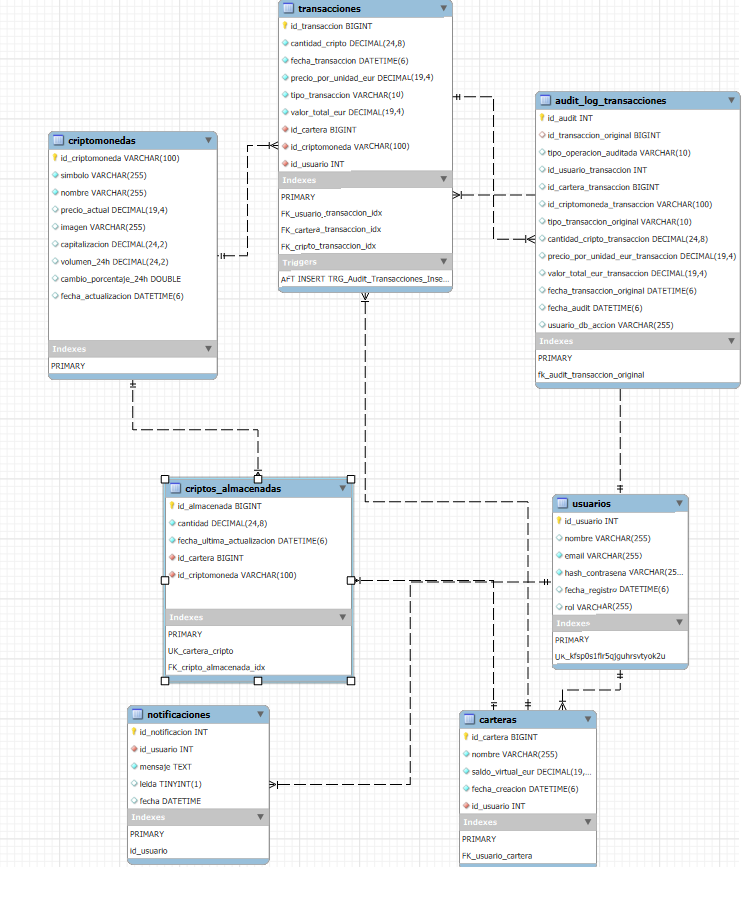 transacciones
id_transaccion BIGINT
cantidad_cripto DECIMAL(24,8)
fecha_transaccion DATETIME(6)
precio_por_unidad_eur DECIMAL(19,4)
tipo_transaccion VARCHAR(10)
valor_total_eur DECIMAL(19,4)
id_cartera BIGINT
id_criptomoneda VARCHAR(100)
id_usuario INT
Indexes
PRIMARY
FK_usuario_transaccion_idx
FK_cartera_transaccion_idx
FK_cripto_transaccion_idx
Triggers
AFT INSERT TRG_Audit_Transacciones_Inse...
audit_log_transacciones
id_audit INT
id_transaccion_original BIGINT
tipo_operacion_auditada VARCHAR(10)
id_usuario_transaccion INT
id_cartera_transaccion BIGINT
id_criptomoneda_transaccion VARCHAR(100)
tipo_transaccion_original VARCHAR(10)
cantidad_cripto_transaccion DECIMAL(24,8)
precio_por_unidad_eur_transaccion DECIMAL(19,4)
valor_total_eur_transaccion DECIMAL(19,4)
fecha_transaccion_original DATETIME(6)
fecha_audit DATETIME(6)
usuario_db_accion VARCHAR(255)
Indexes
PRIMARY
fk_audit_transaccion_original
criptomonedas
id_criptomoneda VARCHAR(100)
simbolo VARCHAR(255)
nombre VARCHAR(255)
precio_actual DECIMAL(19,4)
imagen VARCHAR(255)
capitalizacion DECIMAL(24,2)
volumen_24h DECIMAL(24,2)
cambio_porcentaje_24h DOUBLE
fecha_actualizacion DATETIME(6)
Indexes
PRIMARY
criptos_almacenadas
id_almacenada BIGINT
cantidad DECIMAL(24,8)
fecha_ultima_actualizacion DATETIME(6)
id_cartera BIGINT
id_criptomoneda VARCHAR(100)
Indexes
PRIMARY
UK_cartera_cripto
FK_cripto_almacenada_idx
usuarios
id_usuario INT
nombre VARCHAR(255)
email VARCHAR(255)
hash_contrasena VARCHAR(25...
fecha_registro DATETIME(6)
rol VARCHAR(255)
Indexes
PRIMARY
notificaciones
id_notificacion INT
id_usuario INT
mensaje TEXT
leida TINYINT(1)
fecha DATETIME
Indexes
PRIMARY
id_usuario
carteras
id_cartera BIGINT
nombre VARCHAR(255)
saldo_virtual_eur DECIMAL(19,...
fecha_creacion DATETIME(6)
id_usuario INT
Indexes
PRIMARY
FK_usuario_cartera